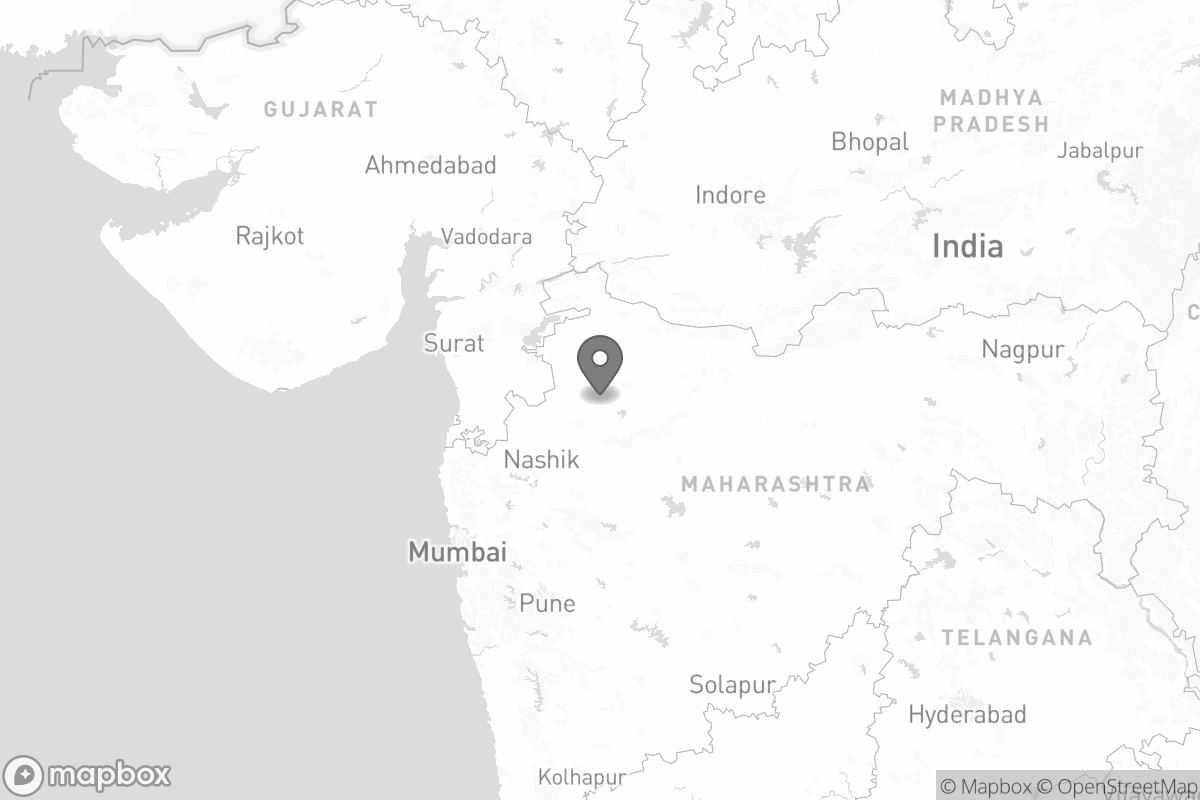 GUJARAT
MADHYA
PRADESH
Bhopal
Jabalpur
Ahmedabad
Indore
Rajkot
Vadodara
India
Surat
Nagpur
Nashik
MAHARASHTRA
Mumbai
Pune
TELANGANA
Solapur
Hyderabad
Kolhapur
mapbox
© Mapbox © OpenStreetMap